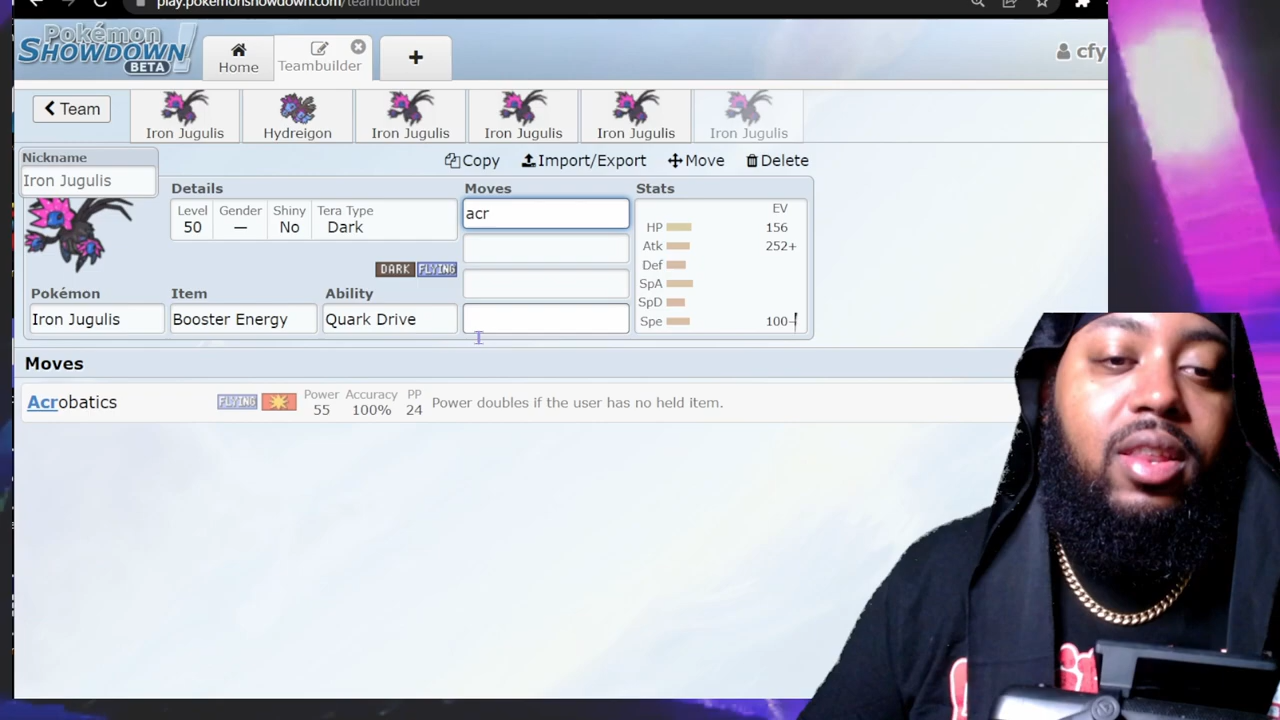 play.pokemonshowdown.com/teambuilder
Pokémon
SHOWDOWN!
BETA
Home
Teambuilder
+
cfy
Team
Iron Jugulis
Hydreigon
Iron Jugulis
Iron Jugulis
Iron Jugulis
Iron Jugulis
Nickname
Iron Jugulis
Copy
Import/Export
Move
Delete
Details
Moves
Stats
Level
50
Gender
—
Shiny
No
Tera Type
Dark
acr
EV
HP 156
Atk 252+
Def
SpA
SpD
Spe 100-
DARK FLYING
Pokémon
Iron Jugulis
Item
Booster Energy
Ability
Quark Drive
Moves
Acrobatics
FLYING
Power
55
Accuracy
100%
PP
24
Power doubles if the user has no held item.